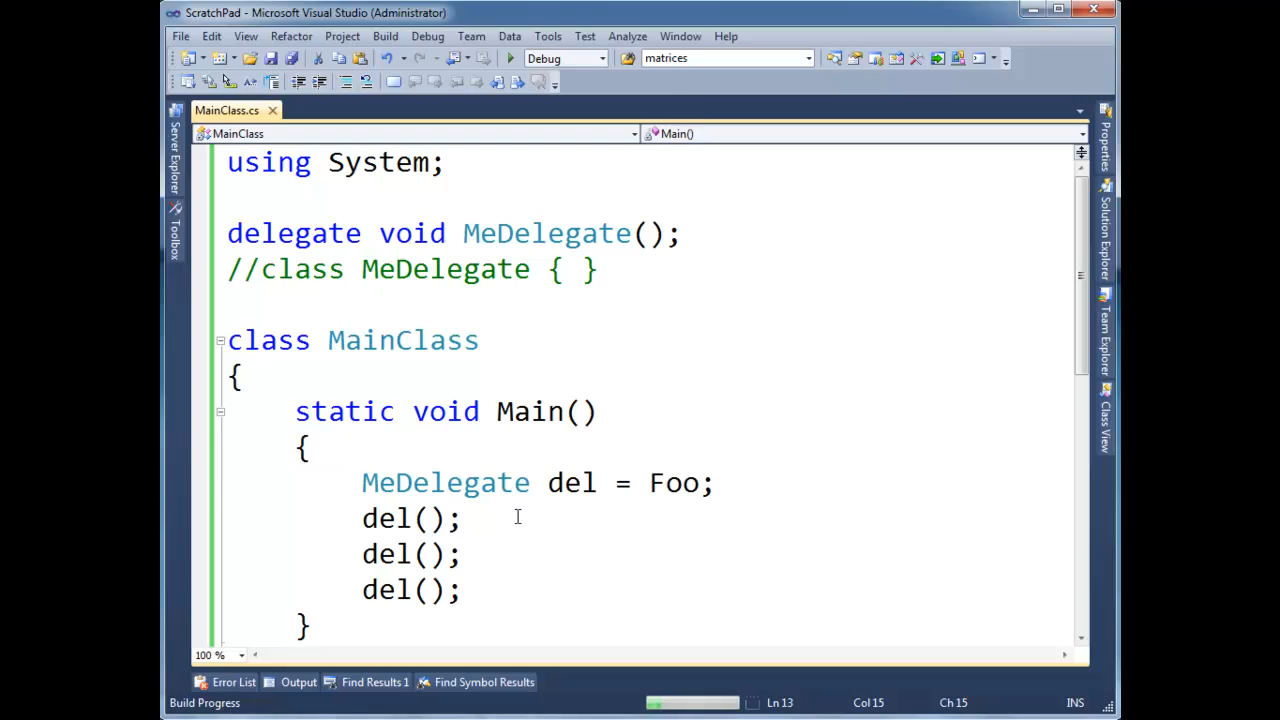 ScratchPad - Microsoft Visual Studio (Administrator)
File Edit View Refactor Project Build Debug Team Data Tools Test Analyze Window Help
Debug matrices
MainClass.cs
MainClass Main()
Server Explorer
Toolbox
Properties
Solution Explorer
Team Explorer
Class View
using System;
delegate void MeDelegate();
//class MeDelegate { }
class MainClass
{
static void Main()
{
MeDelegate del = Foo;
del();
del();
del();
}
100 %
Error List Output Find Results 1 Find Symbol Results
Build Progress Ln 13 Col 15 Ch 15 INS